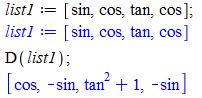 list1 := [sin, cos, tan, cos];
list1 := [sin, cos, tan, cos]
D(list1);
[cos, -sin, tan² + 1, -sin]